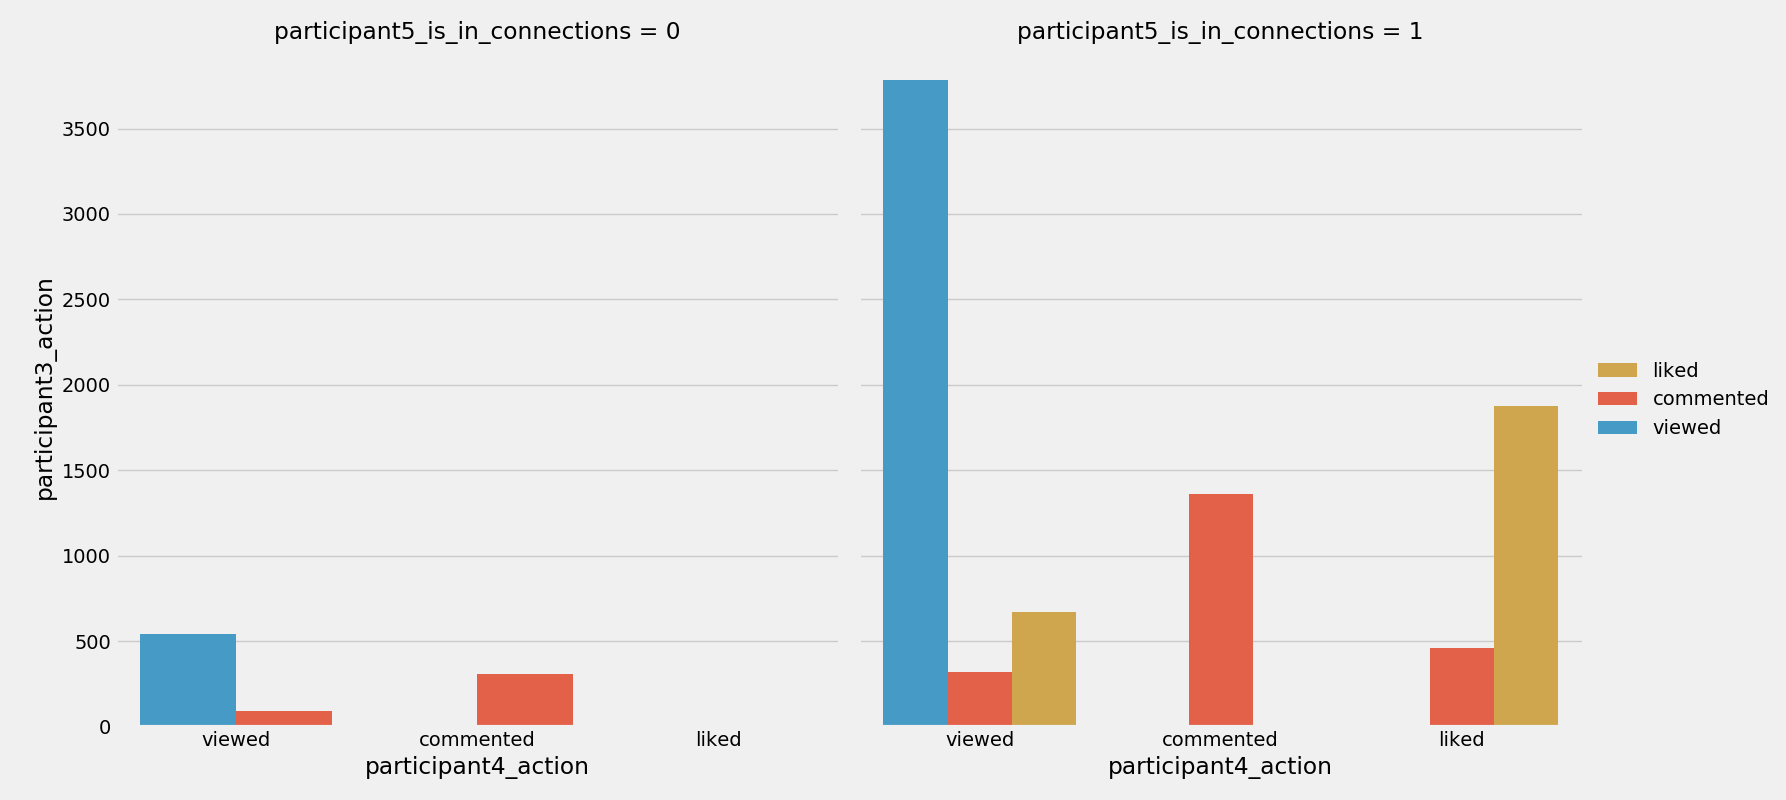 participant5_is_in_connections = 0
participant5_is_in_connections = 1
participant3_action
3500
3000
2500
2000
1500
1000
500
0
viewed
commented
liked
participant4_action
viewed
commented
liked
participant4_action
liked
commented
viewed